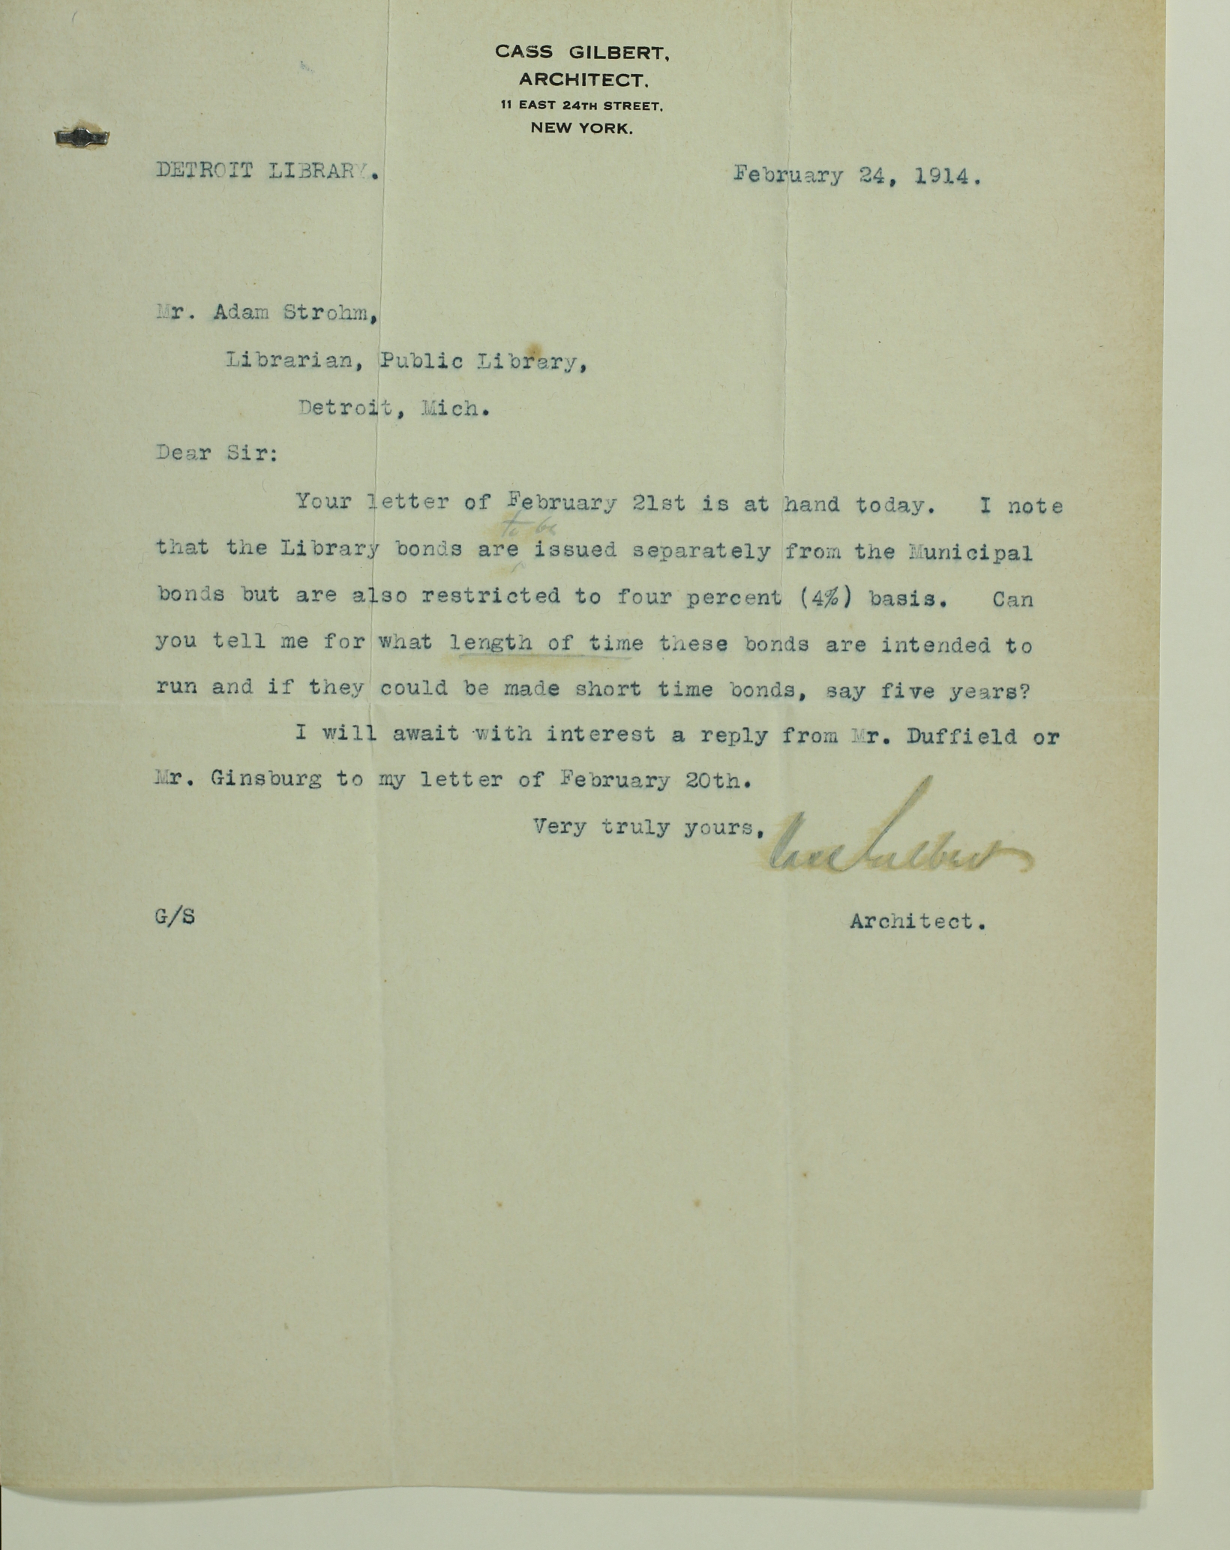 CASS GILBERT,
ARCHITECT.
11 EAST 24TH STREET,
NEW YORK.
DETROIT LIBRARY.
February 24, 1914.
Mr. Adam Strohm,
Librarian, Public Library,
Detroit, Mich.
Dear Sir:
Your letter of February 21st is at hand today. I note
to be
that the Library bonds are issued separately from the Municipal
bonds but are also restricted to four percent (4%) basis. Can
you tell me for what length of time these bonds are intended to
run and if they could be made short time bonds, say five years?
I will await with interest a reply from Mr. Duffield or
Mr. Ginsburg to my letter of February 20th.
Very truly yours,
Cass Gilbert
G/S
Architect.